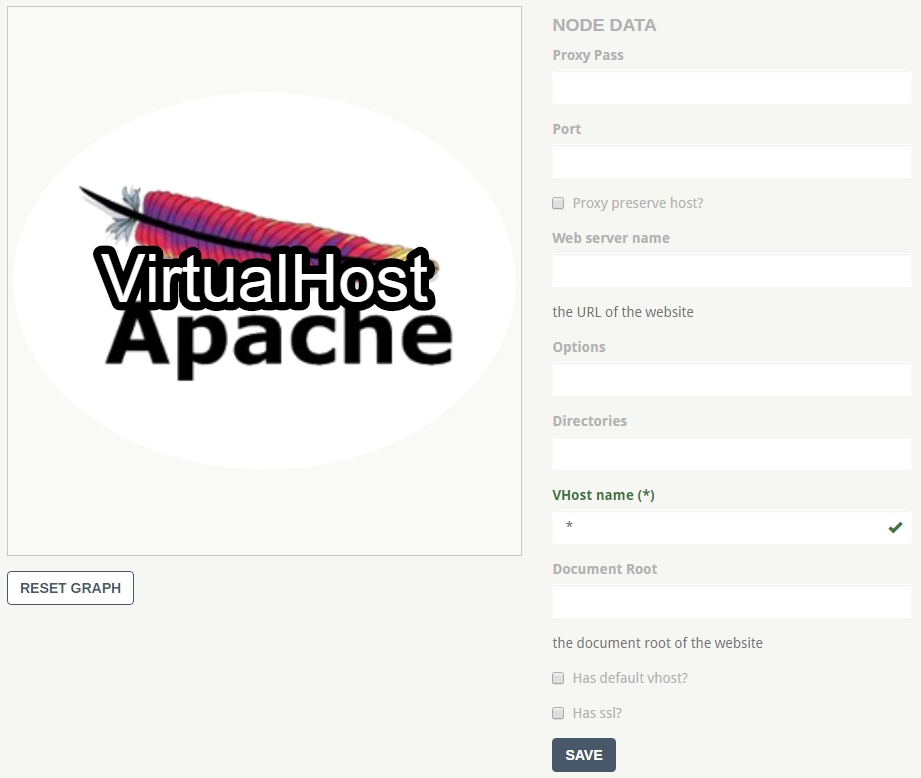 VirtualHost
Apache
RESET GRAPH
NODE DATA
Proxy Pass
Port
Proxy preserve host?
Web server name
the URL of the website
Options
Directories
VHost name (*)
*
Document Root
the document root of the website
Has default vhost?
Has ssl?
SAVE